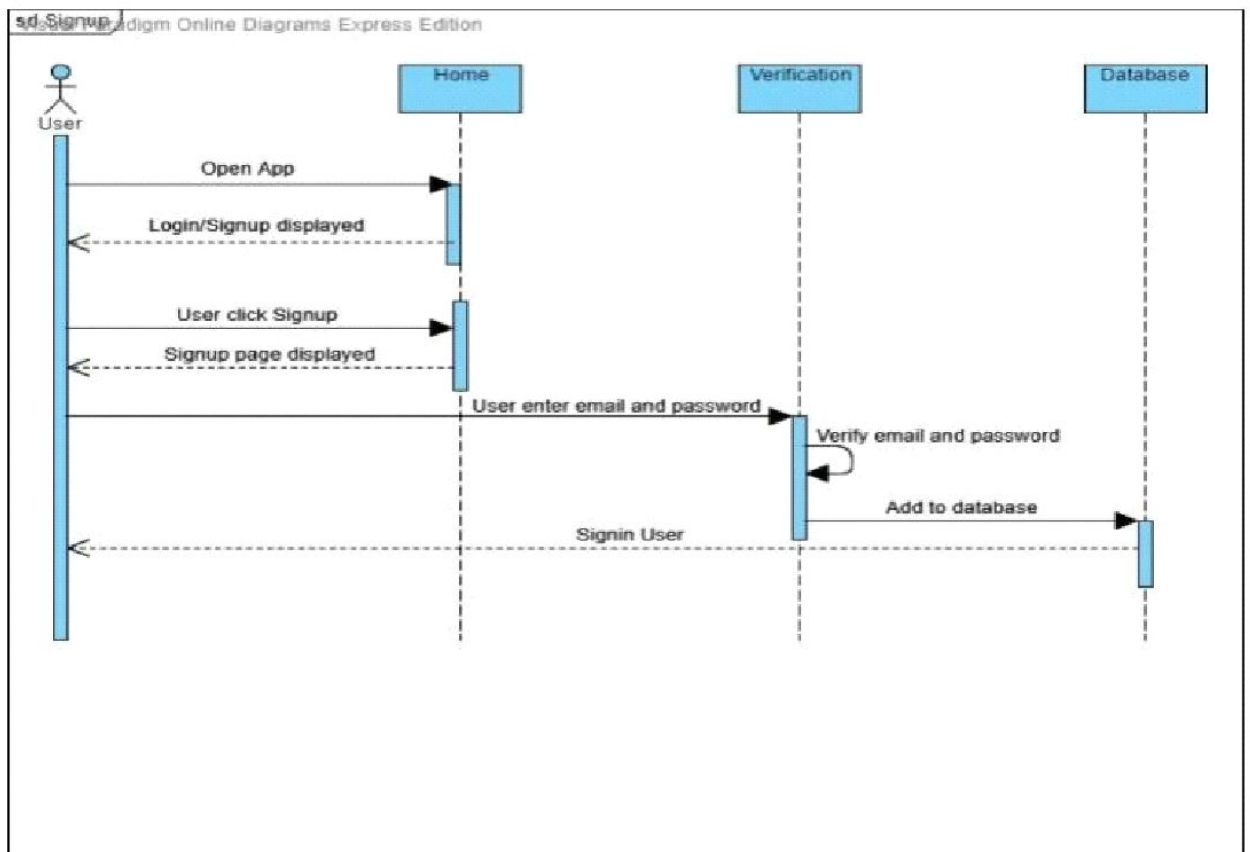 sd Signup
Visual Paradigm Online Diagrams Express Edition
Home
Verification
Database
User
Open App
Login/Signup displayed
User click Signup
Signup page displayed
User enter email and password
Verify email and password
Add to database
Signin User